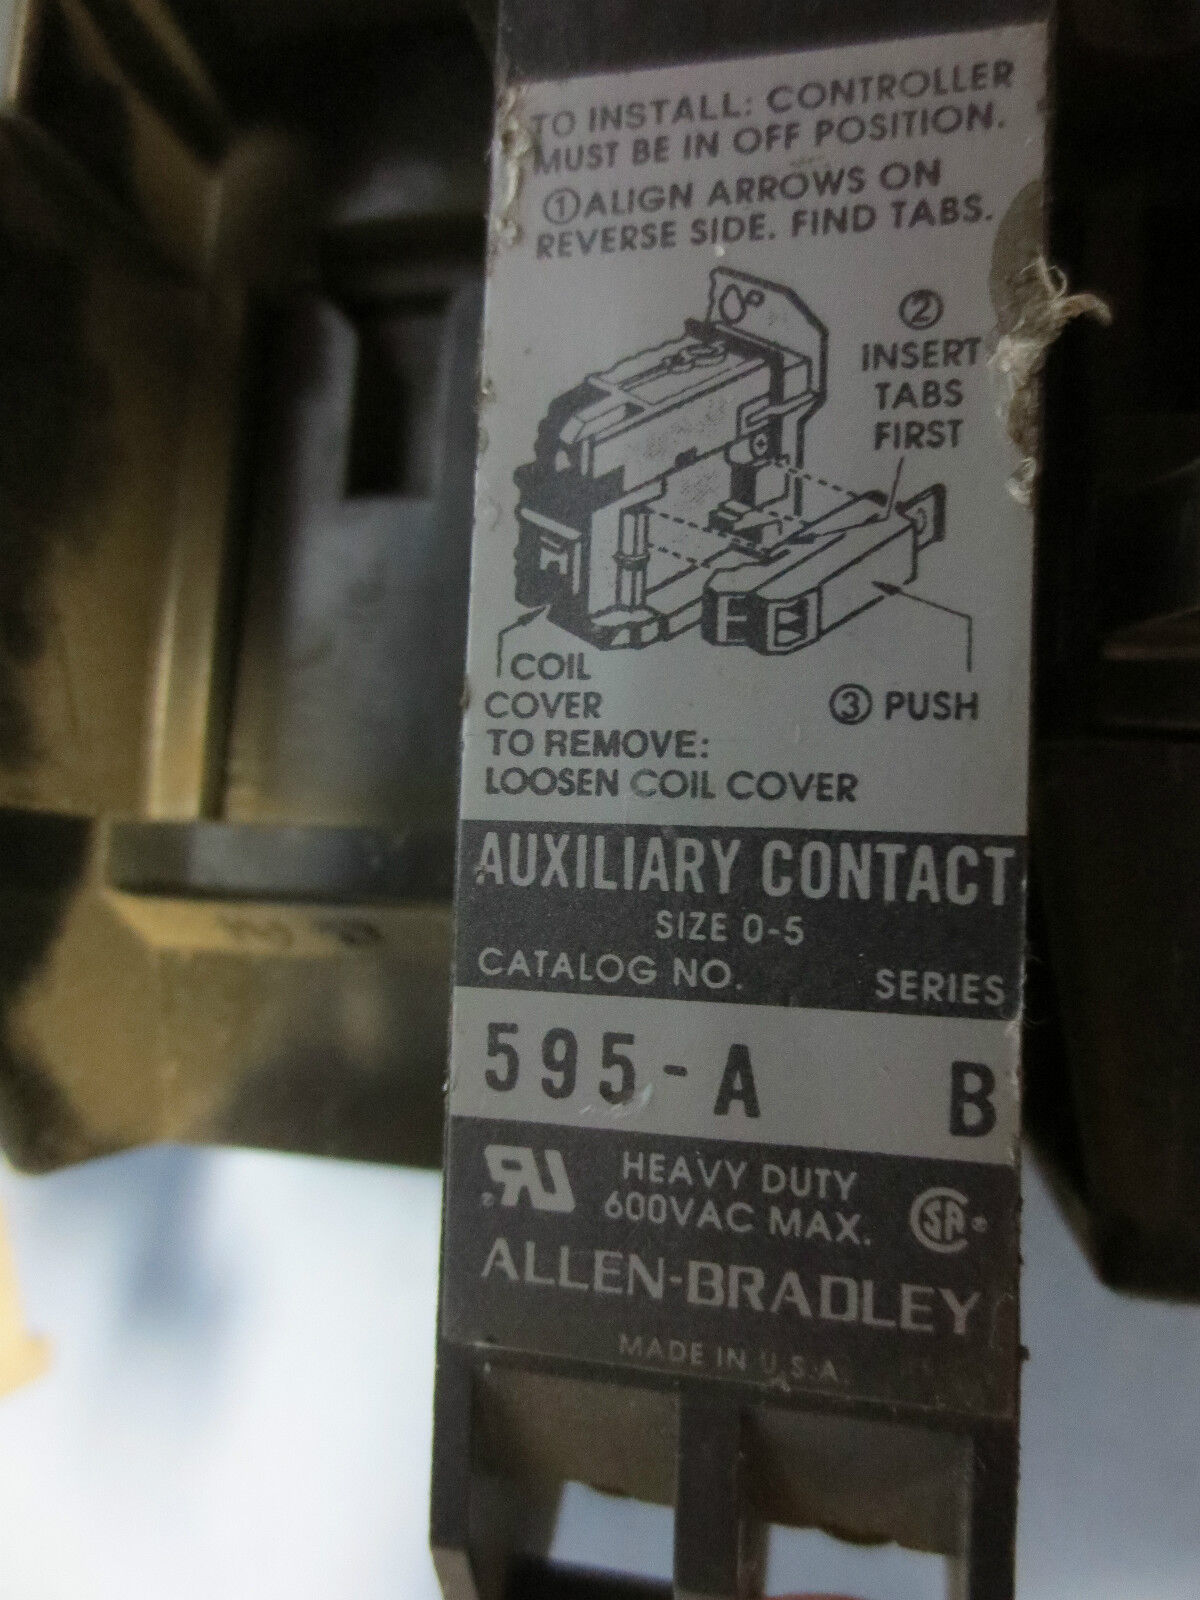 TO INSTALL: CONTROLLER
MUST BE IN OFF POSITION.
①ALIGN ARROWS ON
REVERSE SIDE. FIND TABS.
②
INSERT
TABS
FIRST
COIL
COVER
③ PUSH
TO REMOVE:
LOOSEN COIL COVER
AUXILIARY CONTACT
SIZE 0-5
CATALOG NO. SERIES
595-A B
HEAVY DUTY
600VAC MAX.
ALLEN-BRADLEY
MADE IN U.S.A.